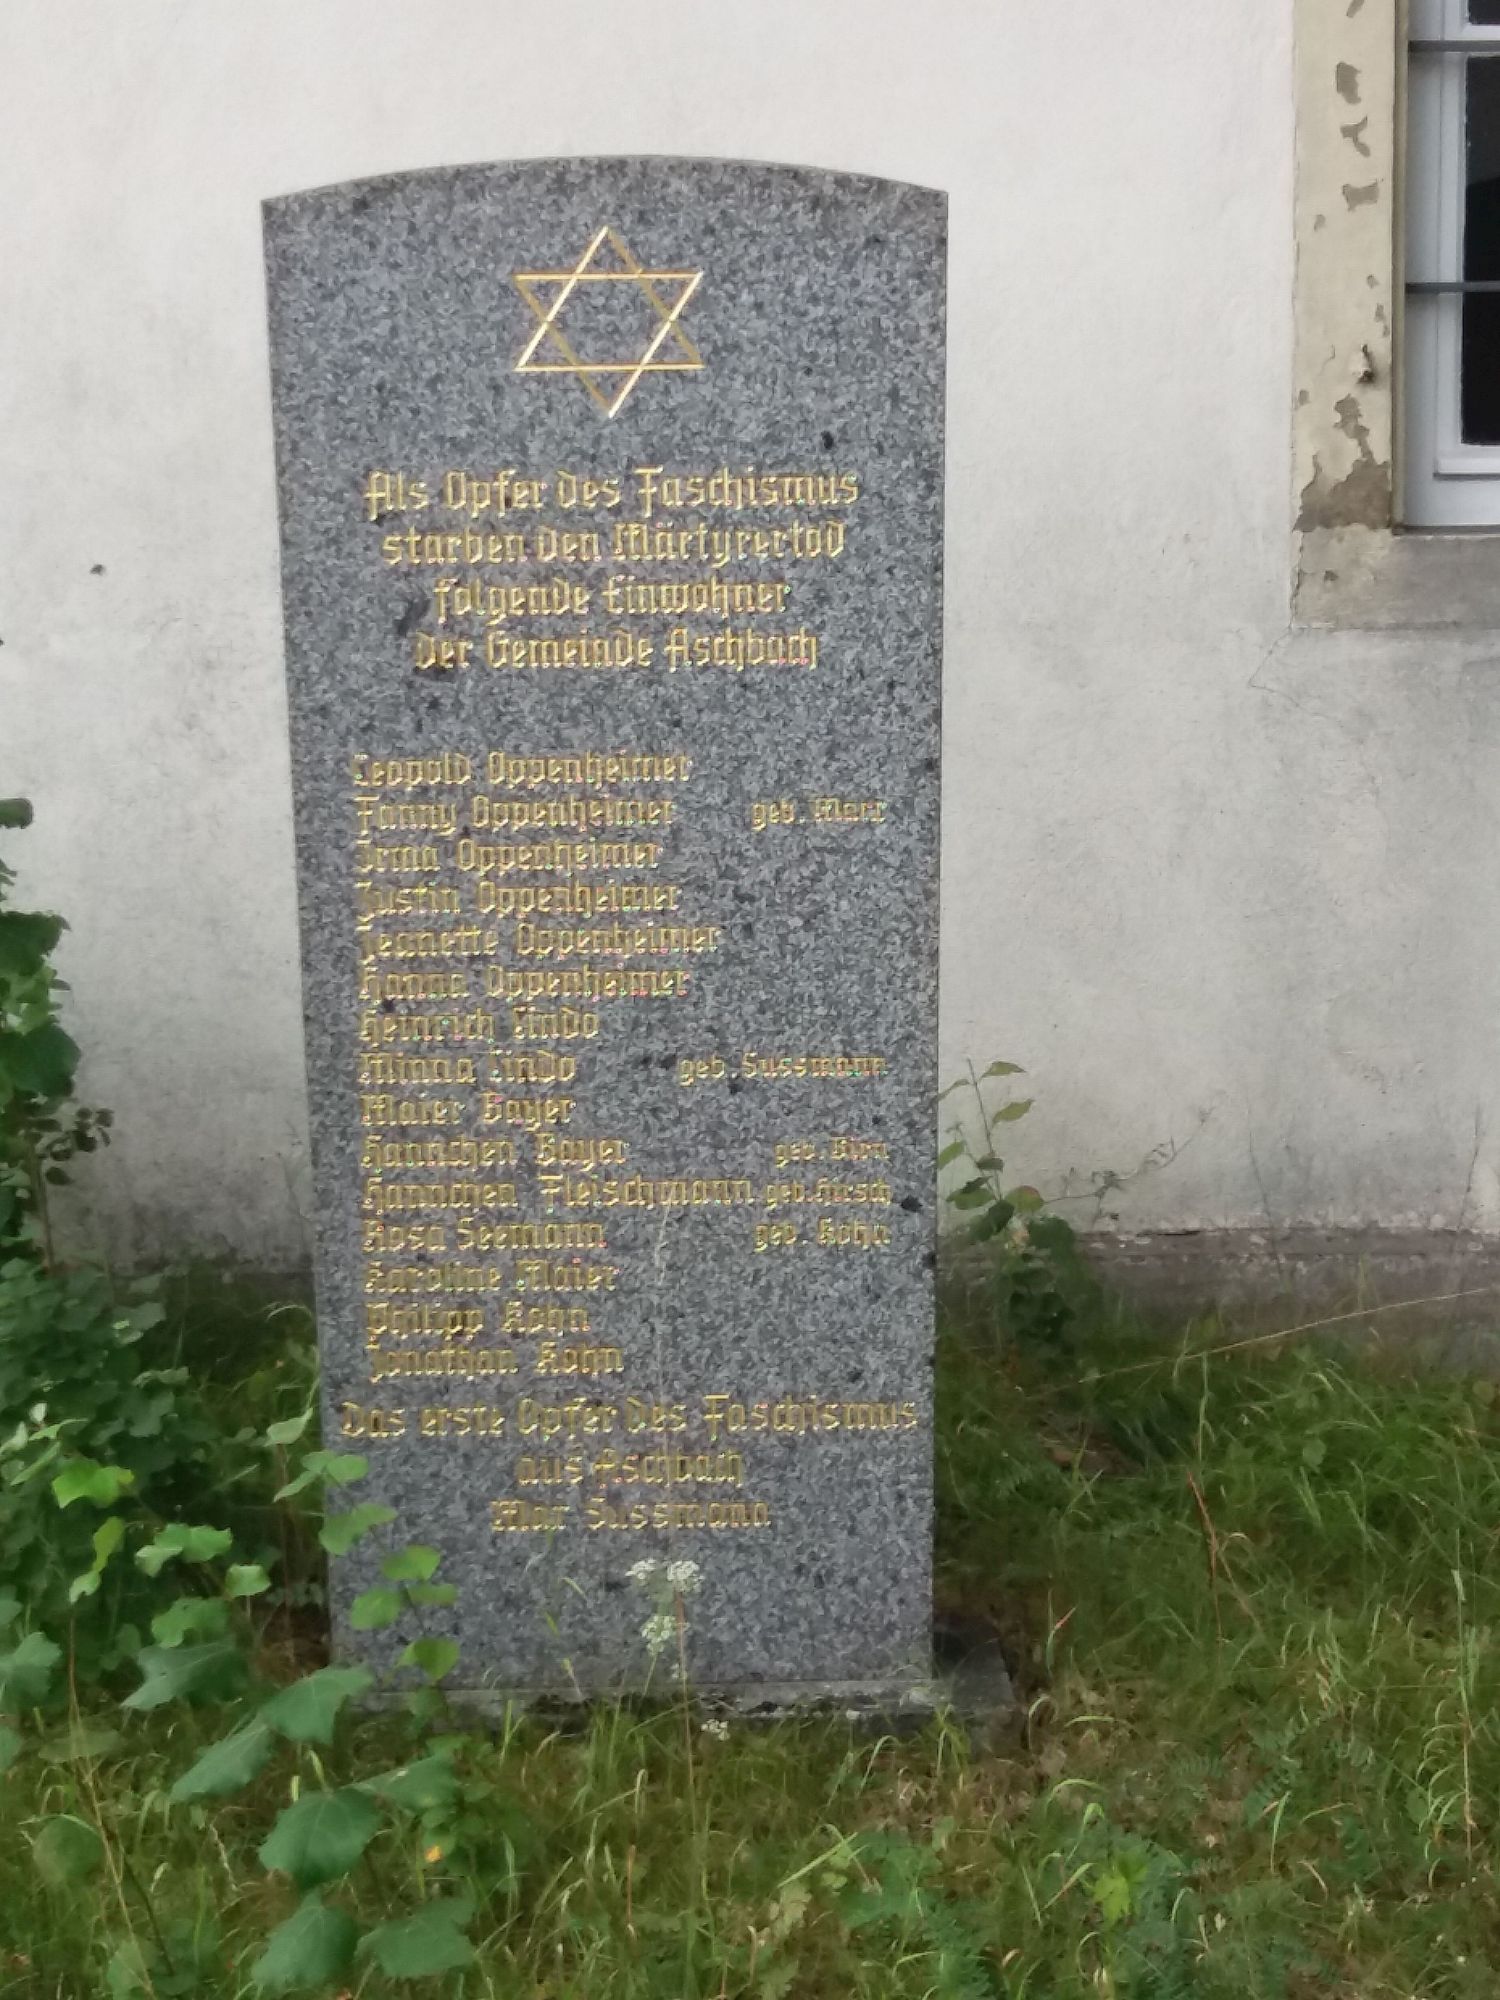 Als Opfer des Faschismus
starben den Märtyrertod
folgende Einwohner
der Gemeinde Aschbach
Leopold Oppenheimer
Fanny Oppenheimer geb. Marx
Irma Oppenheimer
Justin Oppenheimer
Jeanette Oppenheimer
Hanna Oppenheimer
Heinrich Lindo
Minna Lindo geb. Sussmann
Maier Bayer
Hannchen Bayer geb.
Hannchen Fleischmann geb. Hirsch
Rosa Seemann geb. Kohn
Karoline Maier
Philipp Kohn
Jonathan Kohn
Das erste Opfer des Faschismus
aus Aschbach
Max Sussmann